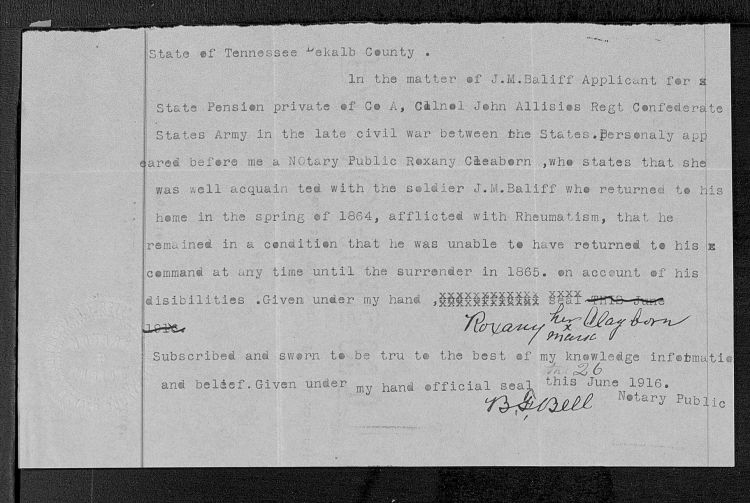 State of Tennessee Dekalb County .
In the matter of J.M.Baliff Applicant for x
State Pension private of Co A, Colnol John Allisios Regt Confederate
States Army in the late civil war between the States.Personaly app
eared before me a NOtary Public Roxany Cleaborn ,who states that she
was well acquain ted with the soldier J.M.Baliff who returned to his
home in the spring of 1864, afflicted with Rheumatism, that he
remained in a condition that he was unable to have returned to his x
command at any time until the surrender in 1865. on account of his
disibilities .Given under my hand , seal This June
1916.
Roxany her x mark Clayborn
Subscribed and sworn to be tru to the best of my knowledge informatio
and belief.Given under my hand official seal this June 26 1916.
B.G. Bell Notary Public